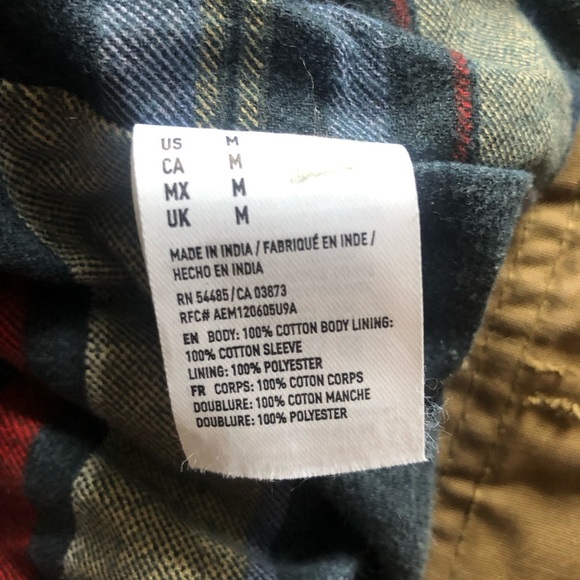 US M
CA M
MX M
UK M
MADE IN INDIA / FABRIQUÉ EN INDE /
HECHO EN INDIA
RN 54485/CA 03873
RFC# AEM120605U9A
EN BODY: 100% COTTON BODY LINING:
100% COTTON SLEEVE
LINING: 100% POLYESTER
FR CORPS: 100% COTON CORPS
DOUBLURE: 100% COTON MANCHE
DOUBLURE: 100% POLYESTER